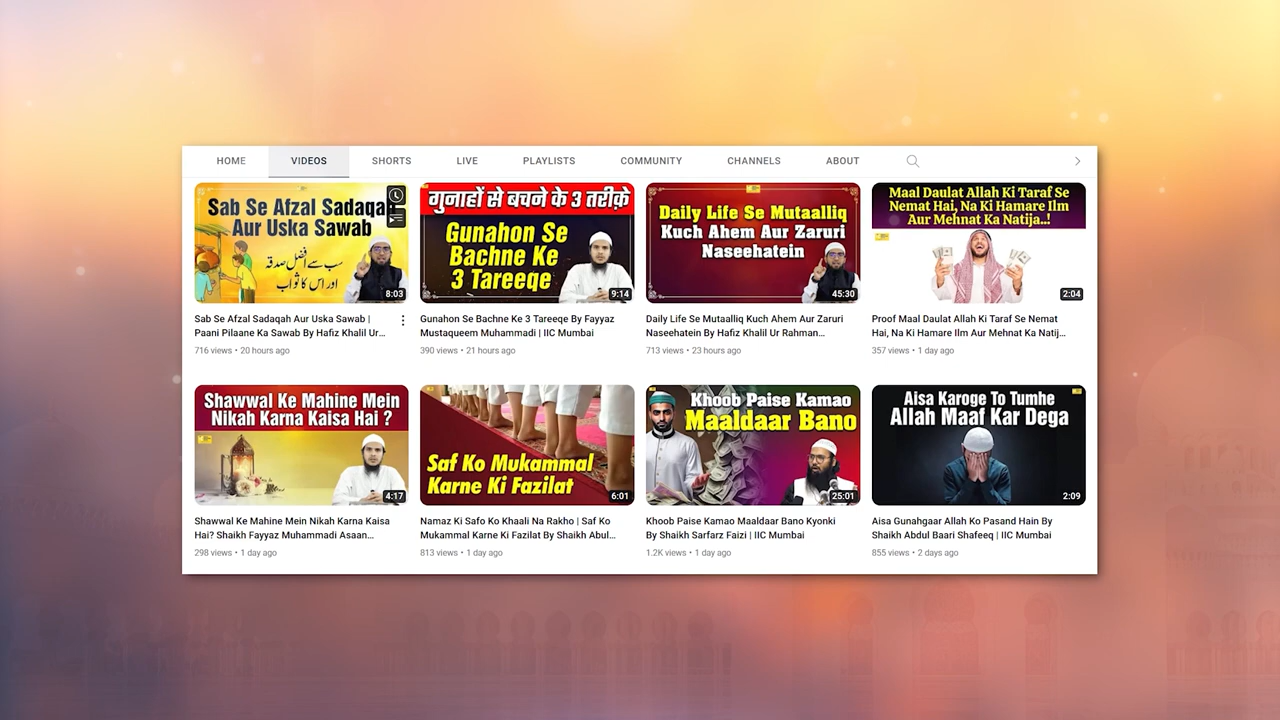 HOME VIDEOS SHORTS LIVE PLAYLISTS COMMUNITY CHANNELS ABOUT
Sab Se Afzal Sadaqah
Aur Uska Sawab
سب سے افضل صدقہ
اور اس کا ثواب
8:03
Sab Se Afzal Sadaqah Aur Uska Sawab |
Paani Pilaane Ka Sawab By Hafiz Khalil Ur...
716 views • 20 hours ago
गुनाहों से बचने के 3 तरीक़े
Gunahon Se
Bachne Ke
3 Tareeqe
9:14
Gunahon Se Bachne Ke 3 Tareeqe By Fayyaz
Mustaqueem Muhammadi | IIC Mumbai
390 views • 21 hours ago
Daily Life Se Mutaalliq
Kuch Ahem Aur Zaruri
Naseehatein
45:30
Daily Life Se Mutaalliq Kuch Ahem Aur Zaruri
Naseehatein By Hafiz Khalil Ur Rahman...
713 views • 23 hours ago
Maal Daulat Allah Ki Taraf Se
Nemat Hai, Na Ki Hamare Ilm
Aur Mehnat Ka Natija..!
2:04
Proof Maal Daulat Allah Ki Taraf Se Nemat
Hai, Na Ki Hamare Ilm Aur Mehnat Ka Natij...
357 views • 1 day ago
Shawwal Ke Mahine Mein
Nikah Karna Kaisa Hai ?
4:17
Shawwal Ke Mahine Mein Nikah Karna Kaisa
Hai? Shaikh Fayyaz Muhammadi Asaan...
298 views • 1 day ago
Saf Ko Mukammal
Karne Ki Fazilat
6:01
Namaz Ki Safo Ko Khaali Na Rakho | Saf Ko
Mukammal Karne Ki Fazilat By Shaikh Abul...
813 views • 1 day ago
Khoob Paise Kamao
Maaldaar Bano
25:01
Khoob Paise Kamao Maaldaar Bano Kyonki
By Shaikh Sarfarz Faizi | IIC Mumbai
1.2K views • 1 day ago
Aisa Karoge To Tumhe
Allah Maaf Kar Dega
2:09
Aisa Gunahgaar Allah Ko Pasand Hain By
Shaikh Abdul Baari Shafeeq | IIC Mumbai
855 views • 2 days ago